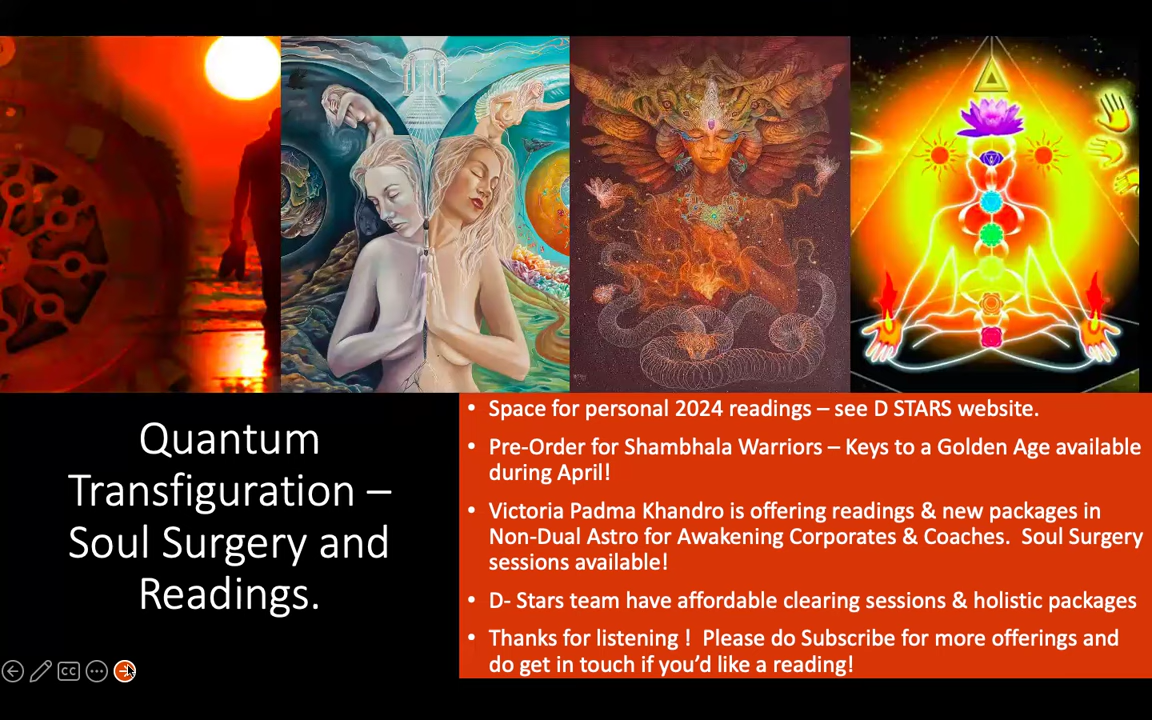 Quantum
Transfiguration –
Soul Surgery and
Readings.
• Space for personal 2024 readings – see D STARS website.
• Pre-Order for Shambhala Warriors – Keys to a Golden Age available
during April!
• Victoria Padma Khandro is offering readings & new packages in
Non-Dual Astro for Awakening Corporates & Coaches.  Soul Surgery
sessions available!
• D- Stars team have affordable clearing sessions & holistic packages
• Thanks for listening !  Please do Subscribe for more offerings and
do get in touch if you’d like a reading!
CC